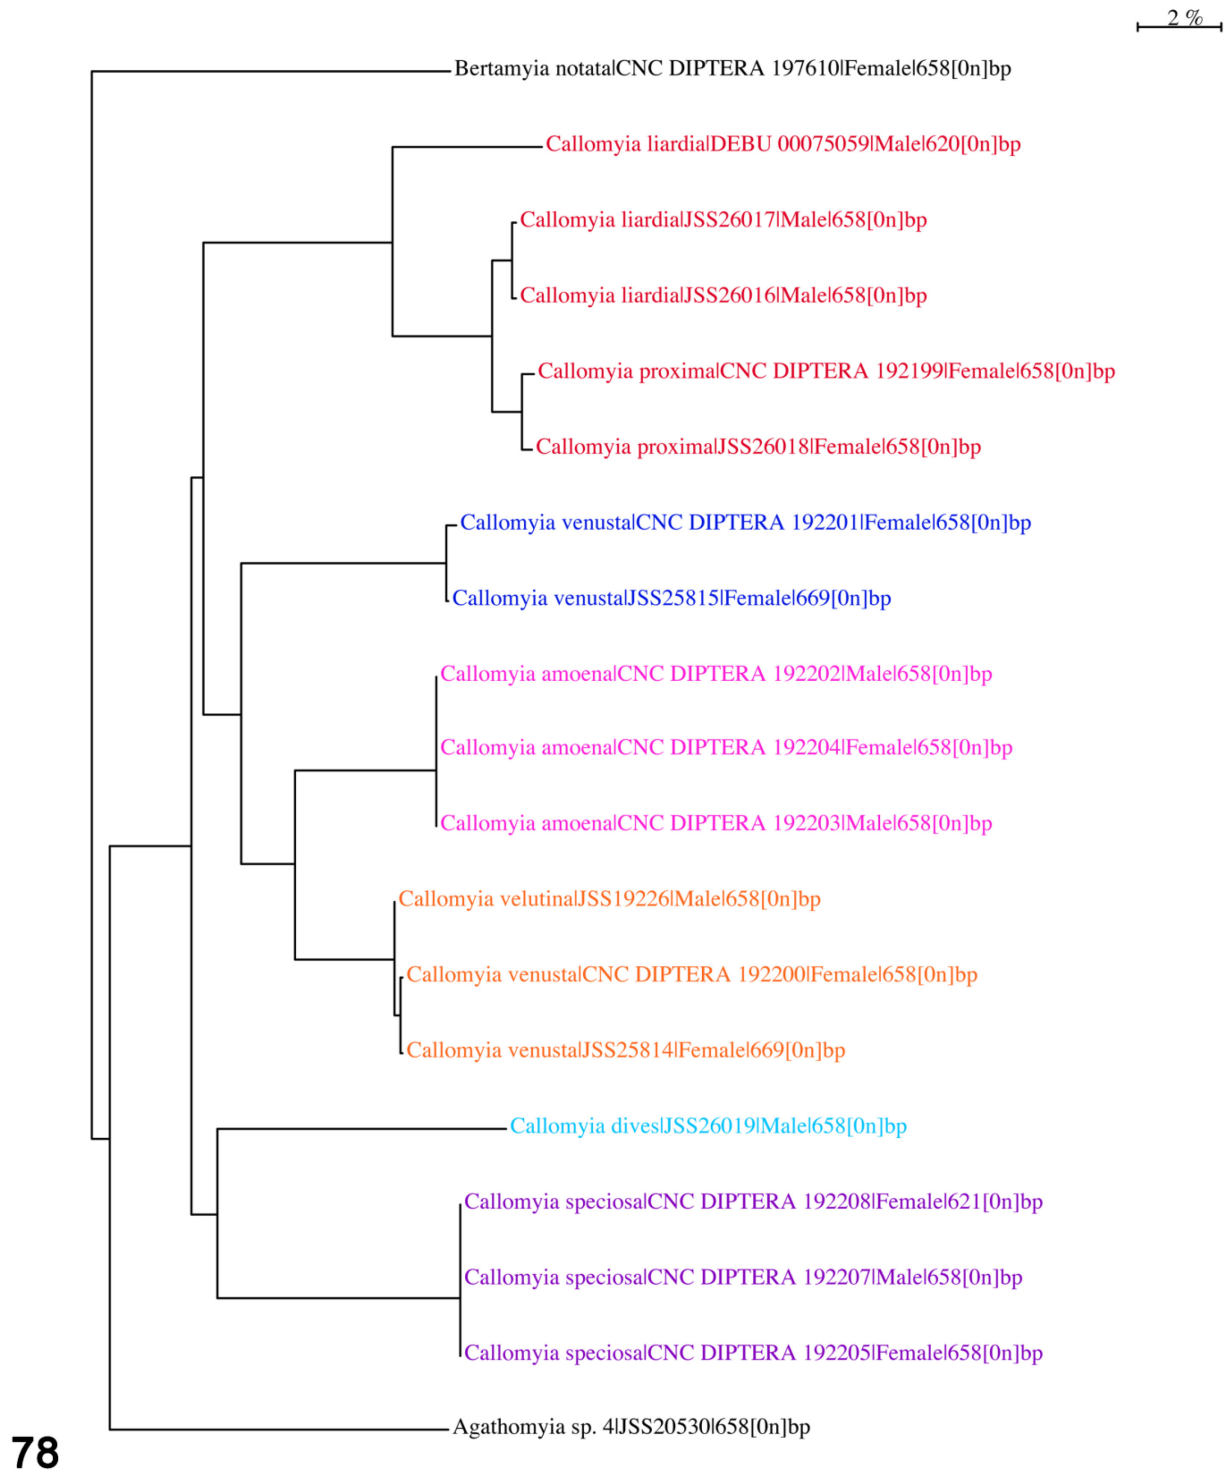 2 %
Bertamyia notata|CNC DIPTERA 197610|Female|658[0n]bp
Callomyia liardia|DEBU 00075059|Male|620[0n]bp
Callomyia liardia|JSS26017|Male|658[0n]bp
Callomyia liardia|JSS26016|Male|658[0n]bp
Callomyia proxima|CNC DIPTERA 192199|Female|658[0n]bp
Callomyia proxima|JSS26018|Female|658[0n]bp
Callomyia venusta|CNC DIPTERA 192201|Female|658[0n]bp
Callomyia venusta|JSS25815|Female|669[0n]bp
Callomyia amoena|CNC DIPTERA 192202|Male|658[0n]bp
Callomyia amoena|CNC DIPTERA 192204|Female|658[0n]bp
Callomyia amoena|CNC DIPTERA 192203|Male|658[0n]bp
Callomyia velutina|JSS19226|Male|658[0n]bp
Callomyia venusta|CNC DIPTERA 192200|Female|658[0n]bp
Callomyia venusta|JSS25814|Female|669[0n]bp
Callomyia dives|JSS26019|Male|658[0n]bp
Callomyia speciosa|CNC DIPTERA 192208|Female|621[0n]bp
Callomyia speciosa|CNC DIPTERA 192207|Male|658[0n]bp
Callomyia speciosa|CNC DIPTERA 192205|Female|658[0n]bp
Agathomyia sp. 4|JSS20530|658[0n]bp
78